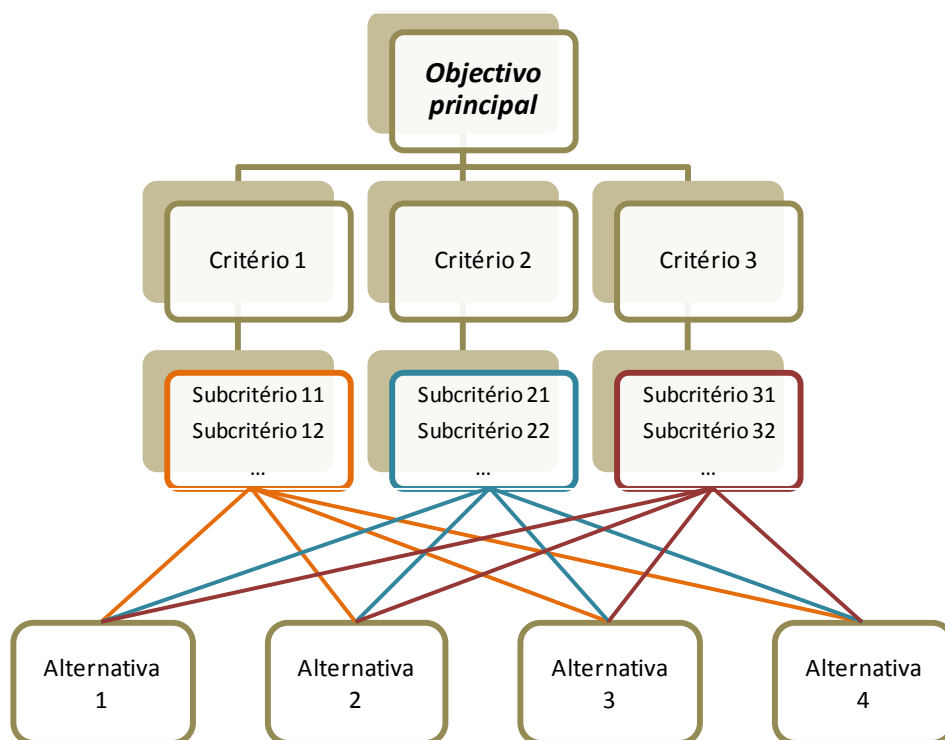 Objectivo
principal
Critério 1
Critério 2
Critério 3
Subcritério 11
Subcritério 12
...
Subcritério 21
Subcritério 22
...
Subcritério 31
Subcritério 32
...
Alternativa
1
Alternativa
2
Alternativa
3
Alternativa
4